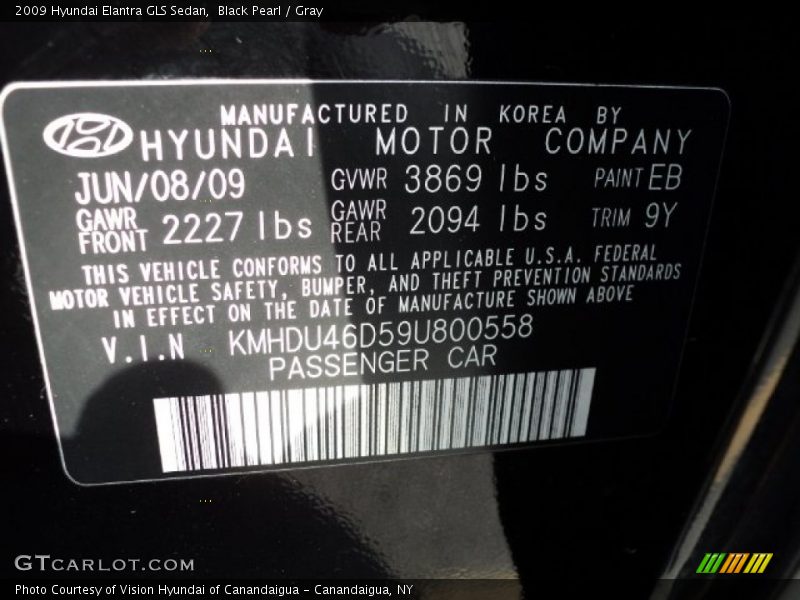 2009 Hyundai Elantra GLS Sedan, Black Pearl / Gray
MANUFACTURED IN KOREA BY
HYUNDAI MOTOR COMPANY
JUN/08/09 GVWR 3869 lbs PAINT EB
GAWR FRONT 2227 lbs GAWR REAR 2094 lbs TRIM 9Y
THIS VEHICLE CONFORMS TO ALL APPLICABLE U.S.A. FEDERAL
MOTOR VEHICLE SAFETY, BUMPER, AND THEFT PREVENTION STANDARDS
IN EFFECT ON THE DATE OF MANUFACTURE SHOWN ABOVE
V.I.N KMHDU46D59U800558
PASSENGER CAR
GTCARLOT.COM
Photo Courtesy of Vision Hyundai of Canandaigua - Canandaigua, NY